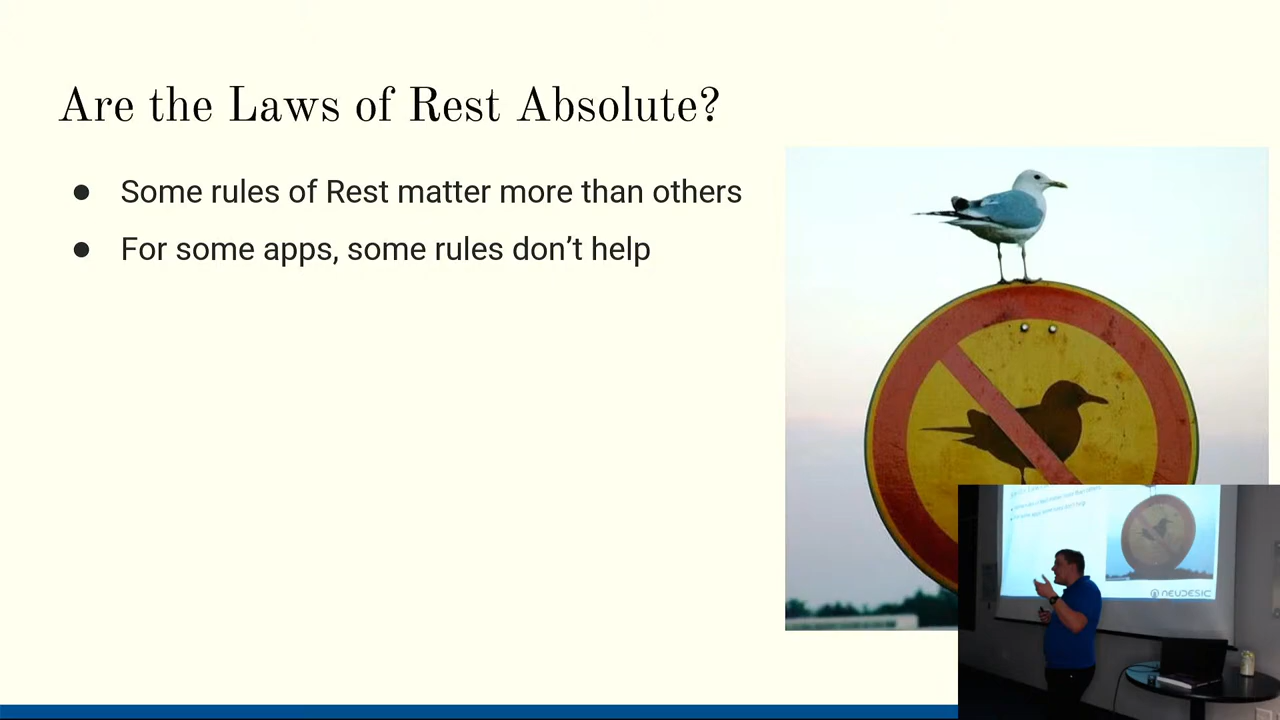 Are the Laws of Rest Absolute?
● Some rules of Rest matter more than others
● For some apps, some rules don’t help
NEUDESIC